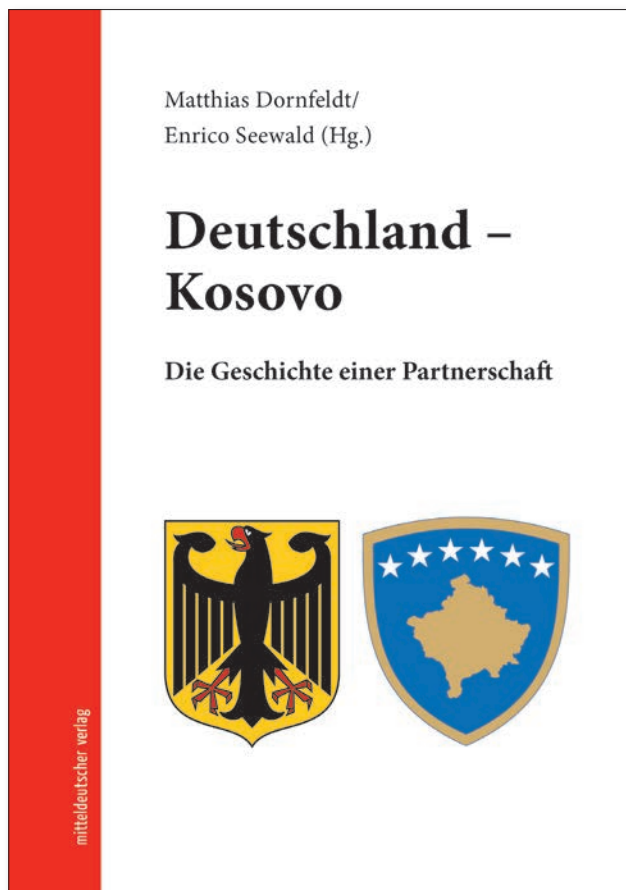 Matthias Dornfeldt/
Enrico Seewald (Hg.)
Deutschland –
Kosovo
Die Geschichte einer Partnerschaft
mitteldeutscher verlag